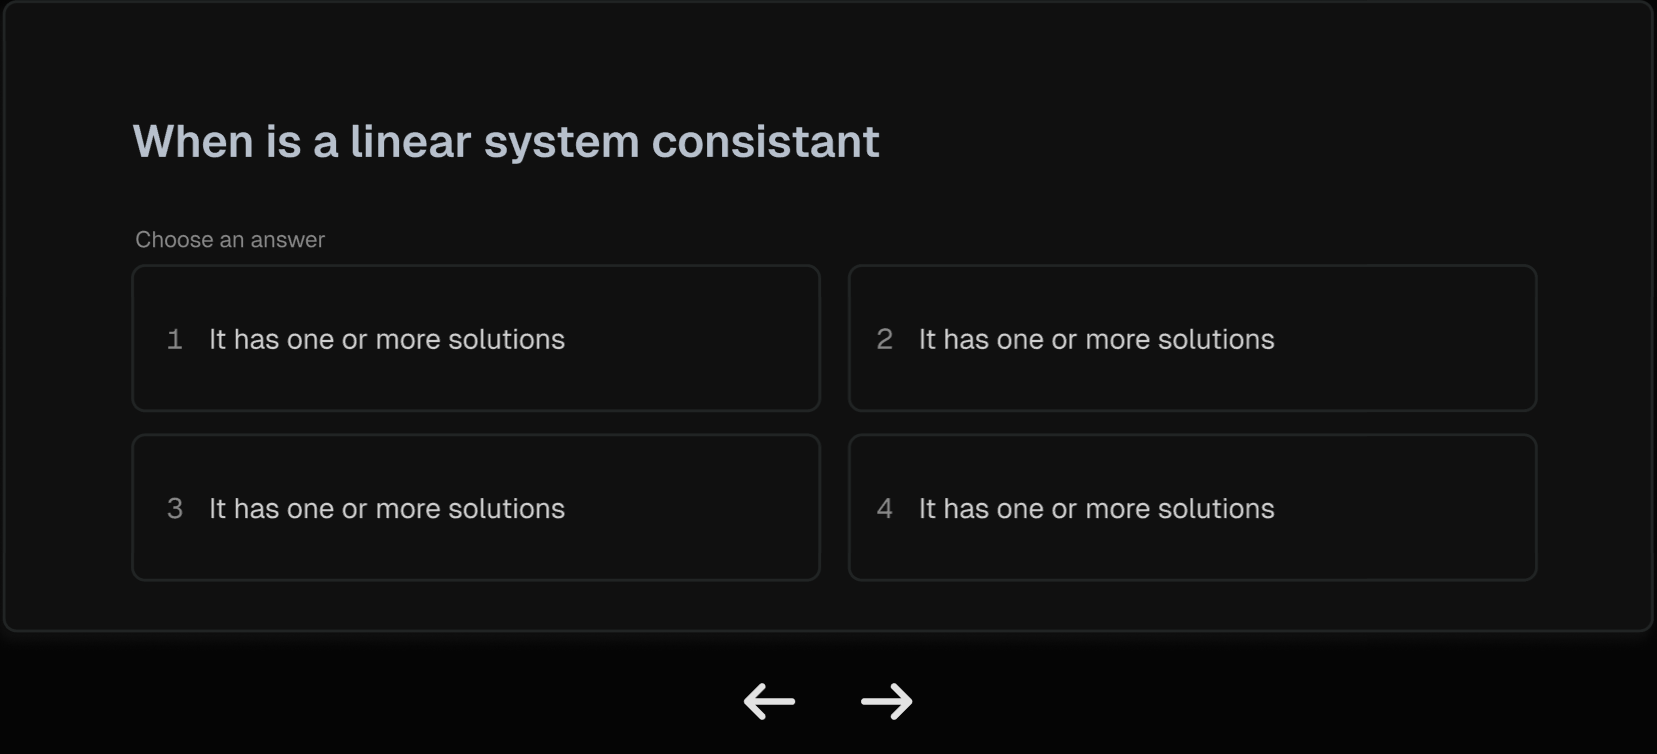 When is a linear system consistant
Choose an answer
1 It has one or more solutions
2 It has one or more solutions
3 It has one or more solutions
4 It has one or more solutions